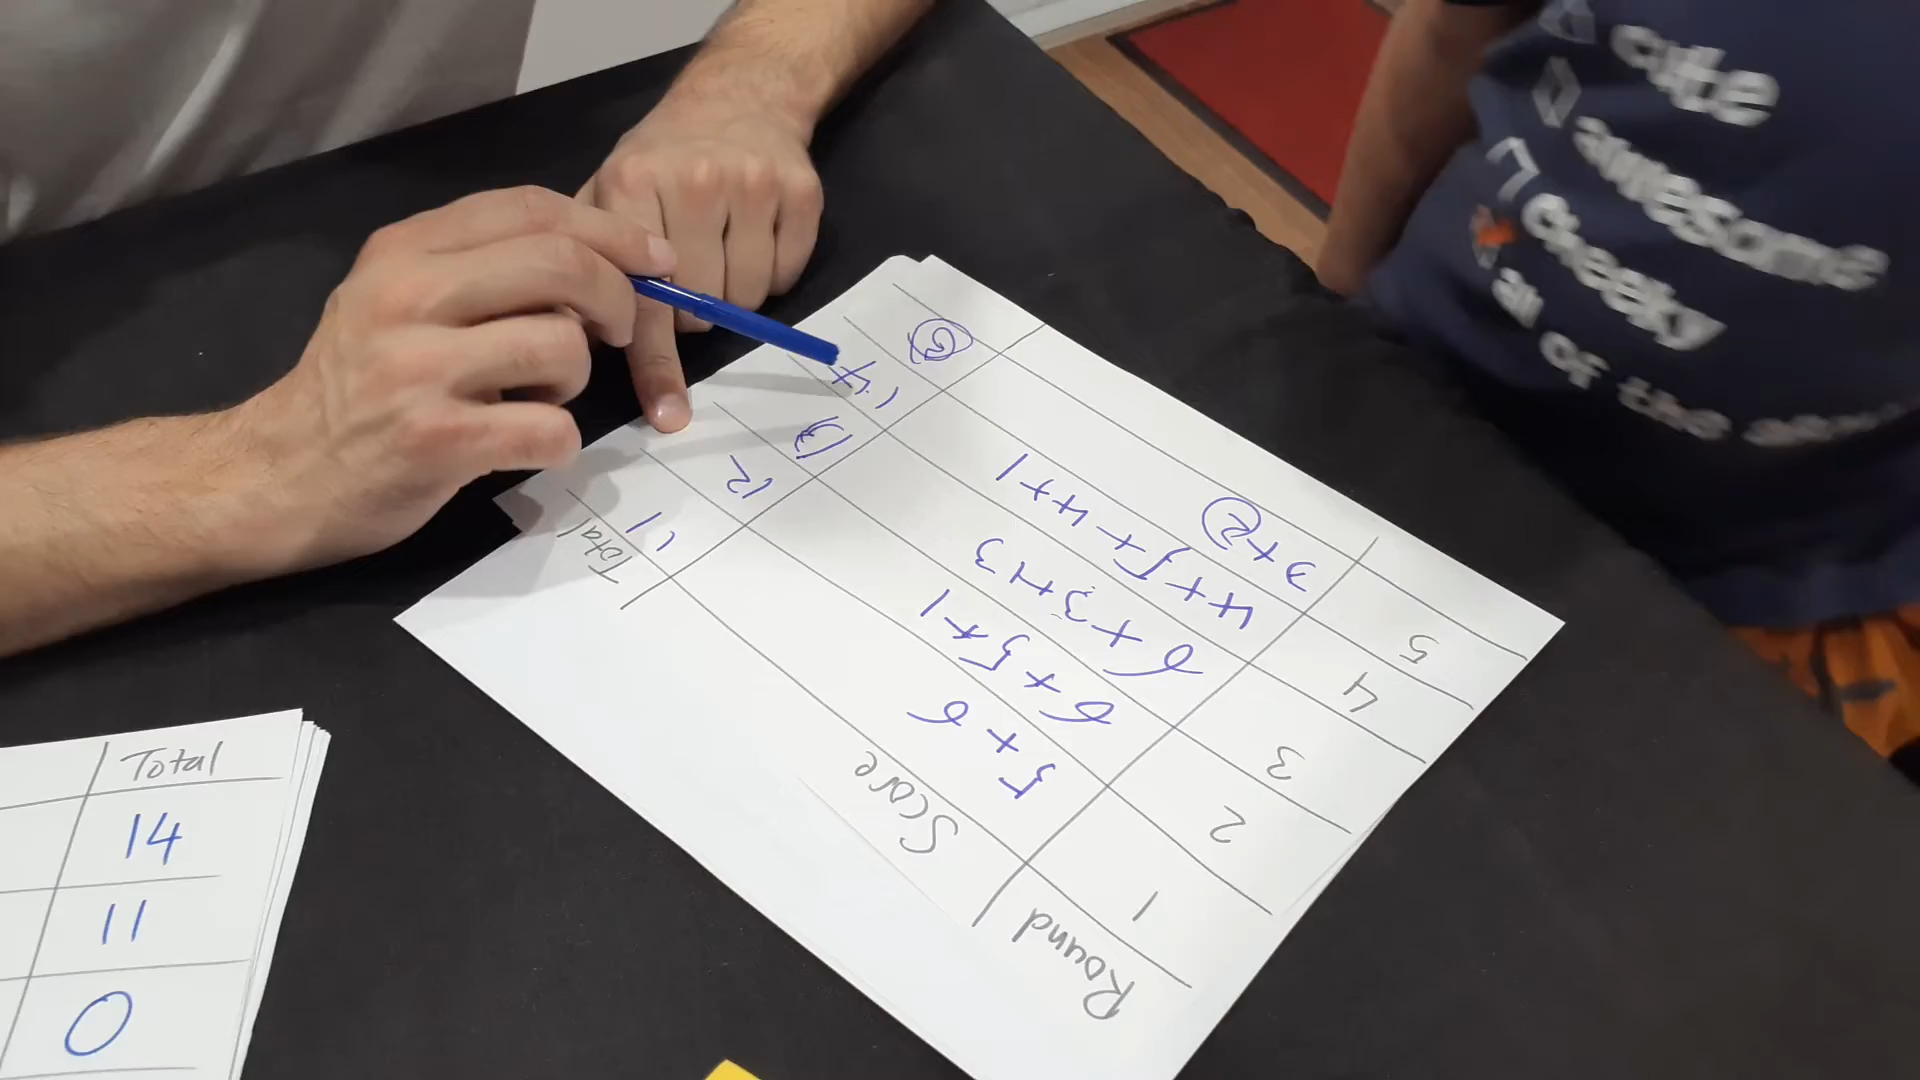 Round Score Total
1 5+6 11
2 6+5+1 12
3 6+3+1+3 13
4 4+5+4+1 14
5 3+2
Total
14
11
0
cute
awesome
cheeky
all of the